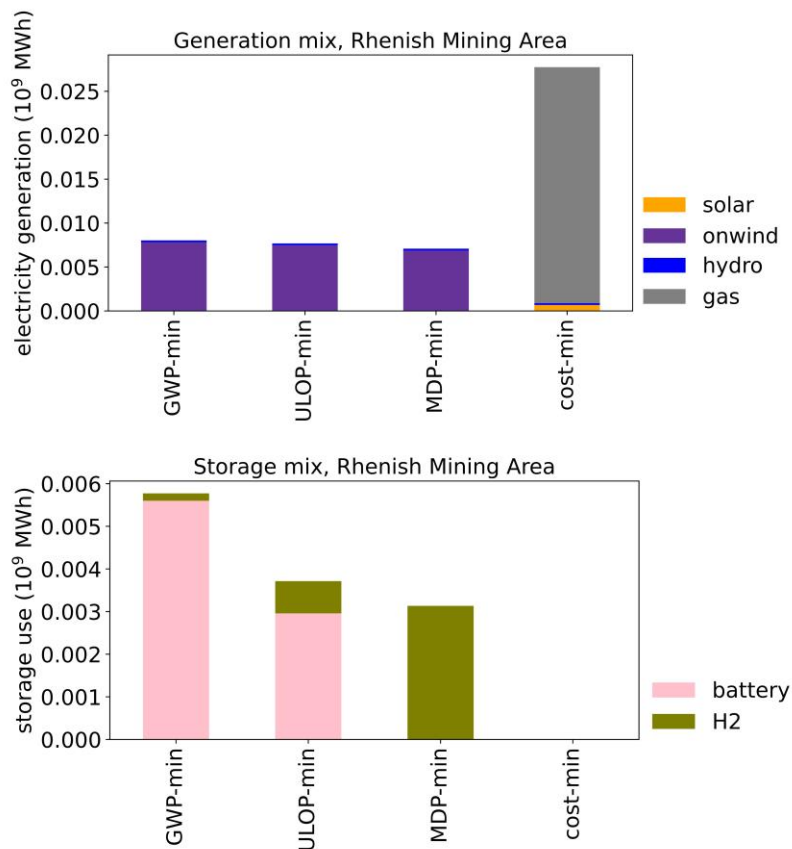 Generation mix, Rhenish Mining Area
electricity generation (10⁹ MWh)
0.025
0.020
0.015
0.010
0.005
0.000
GWP-min
ULOP-min
MDP-min
cost-min
solar
onwind
hydro
gas
Storage mix, Rhenish Mining Area
storage use (10⁹ MWh)
0.006
0.005
0.004
0.003
0.002
0.001
0.000
GWP-min
ULOP-min
MDP-min
cost-min
battery
H2